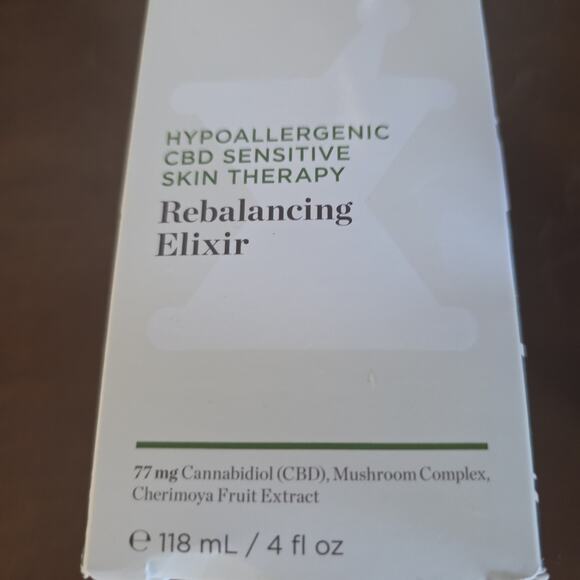 HYPOALLERGENIC
CBD SENSITIVE
SKIN THERAPY
Rebalancing
Elixir
77 mg Cannabidiol (CBD), Mushroom Complex,
Cherimoya Fruit Extract
℮ 118 mL / 4 fl oz